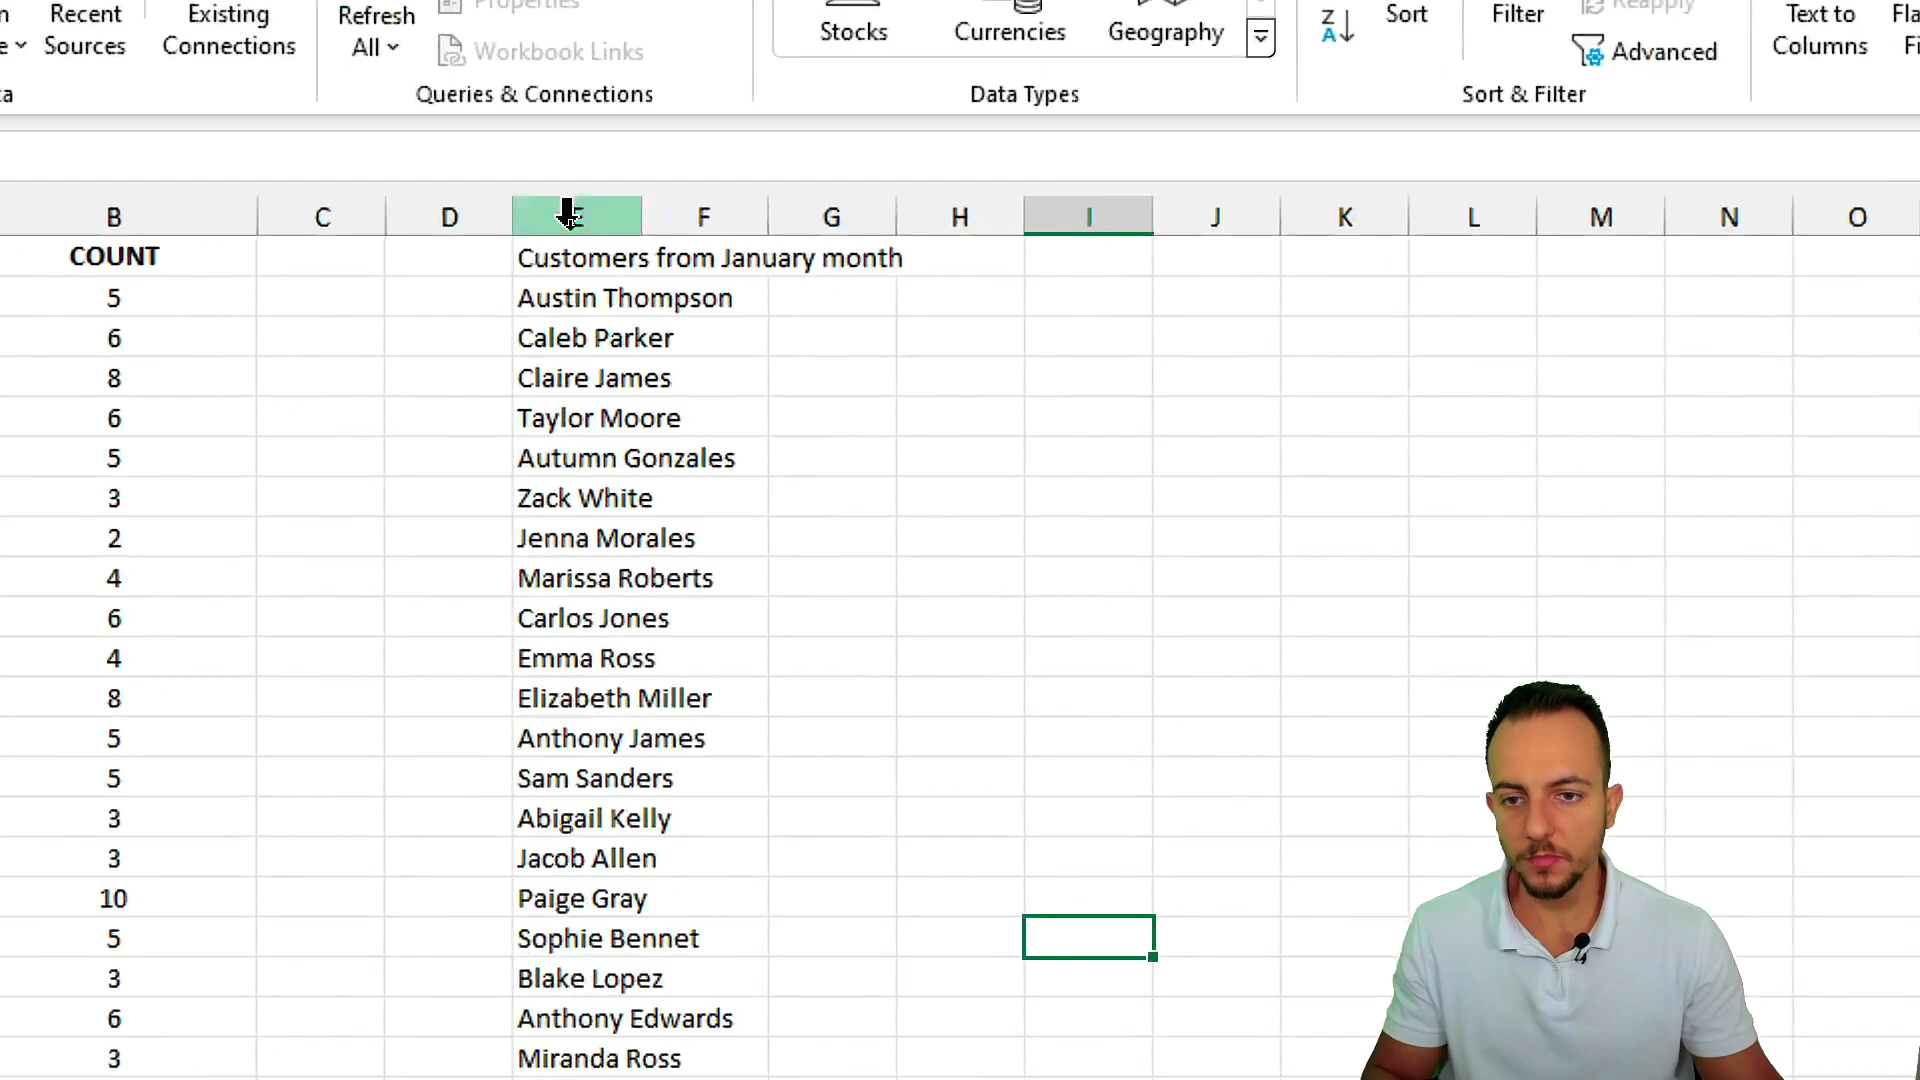 Recent
Sources
Existing
Connections
Refresh
All
Properties
Workbook Links
Queries & Connections
Stocks
Currencies
Geography
Data Types
Z
A
Sort
Filter
Reapply
Advanced
Sort & Filter
Text to
Columns
B C D E F G H I J K L M N O
COUNT Customers from January month
5 Austin Thompson
6 Caleb Parker
8 Claire James
6 Taylor Moore
5 Autumn Gonzales
3 Zack White
2 Jenna Morales
4 Marissa Roberts
6 Carlos Jones
4 Emma Ross
8 Elizabeth Miller
5 Anthony James
5 Sam Sanders
3 Abigail Kelly
3 Jacob Allen
10 Paige Gray
5 Sophie Bennet
3 Blake Lopez
6 Anthony Edwards
3 Miranda Ross